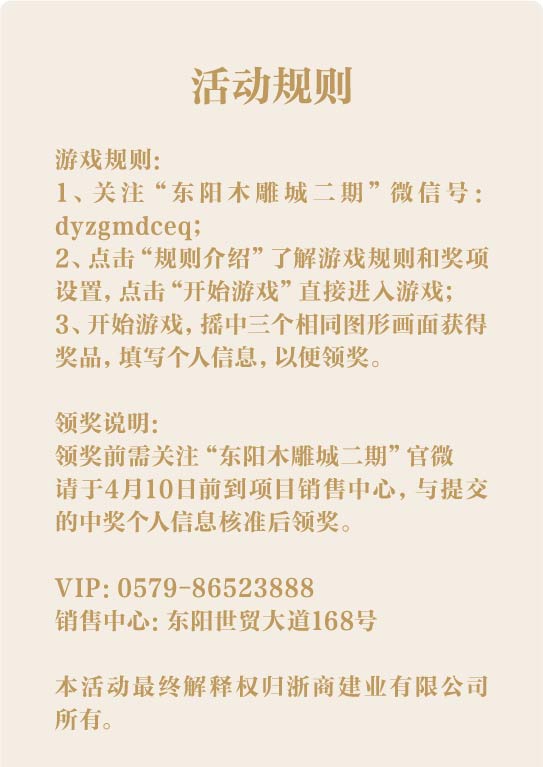 活动规则
游戏规则：
1、关注“东阳木雕城二期”微信号：
dyzgmdceq；
2、点击“规则介绍”了解游戏规则和奖项
设置，点击“开始游戏”直接进入游戏；
3、开始游戏，摇中三个相同图形画面获得
奖品，填写个人信息，以便领奖。
领奖说明：
领奖前需关注“东阳木雕城二期”官微
请于4月10日前到项目销售中心，与提交
的中奖个人信息核准后领奖。
VIP：0579-86523888
销售中心：东阳世贸大道168号
本活动最终解释权归浙商建业有限公司
所有。